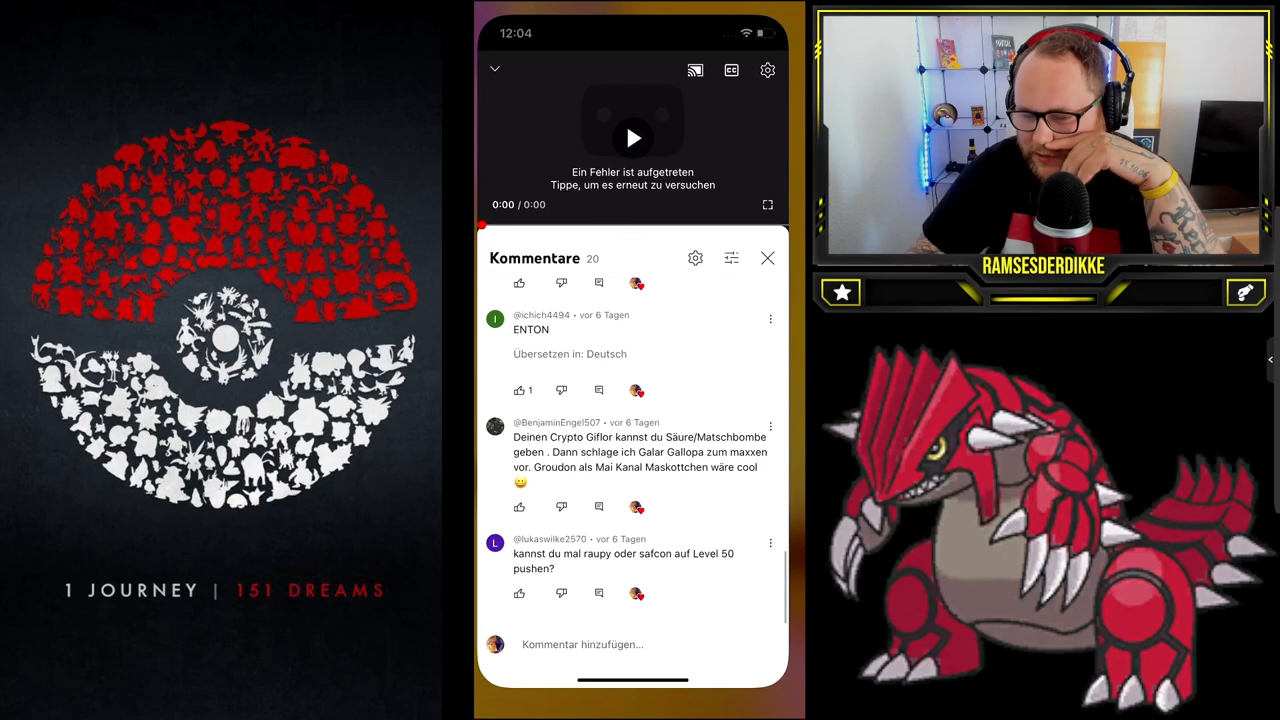 1 JOURNEY | 151 DREAMS
12:04
Ein Fehler ist aufgetreten
Tippe, um es erneut zu versuchen
0:00 / 0:00
Kommentare 20
@ichich4494 • vor 6 Tagen
ENTON
Übersetzen in: Deutsch
1
@BenjaminEngel507 • vor 6 Tagen
Deinen Crypto Giflor kannst du Säure/Matschbombe
geben . Dann schlage ich Galar Gallopa zum maxxen
vor. Groudon als Mai Kanal Maskottchen wäre cool
😀
L
@lukaswilke2570 • vor 6 Tagen
kannst du mal raupy oder safcon auf Level 50
pushen?
Kommentar hinzufügen...
RAMSESDERDIKKE